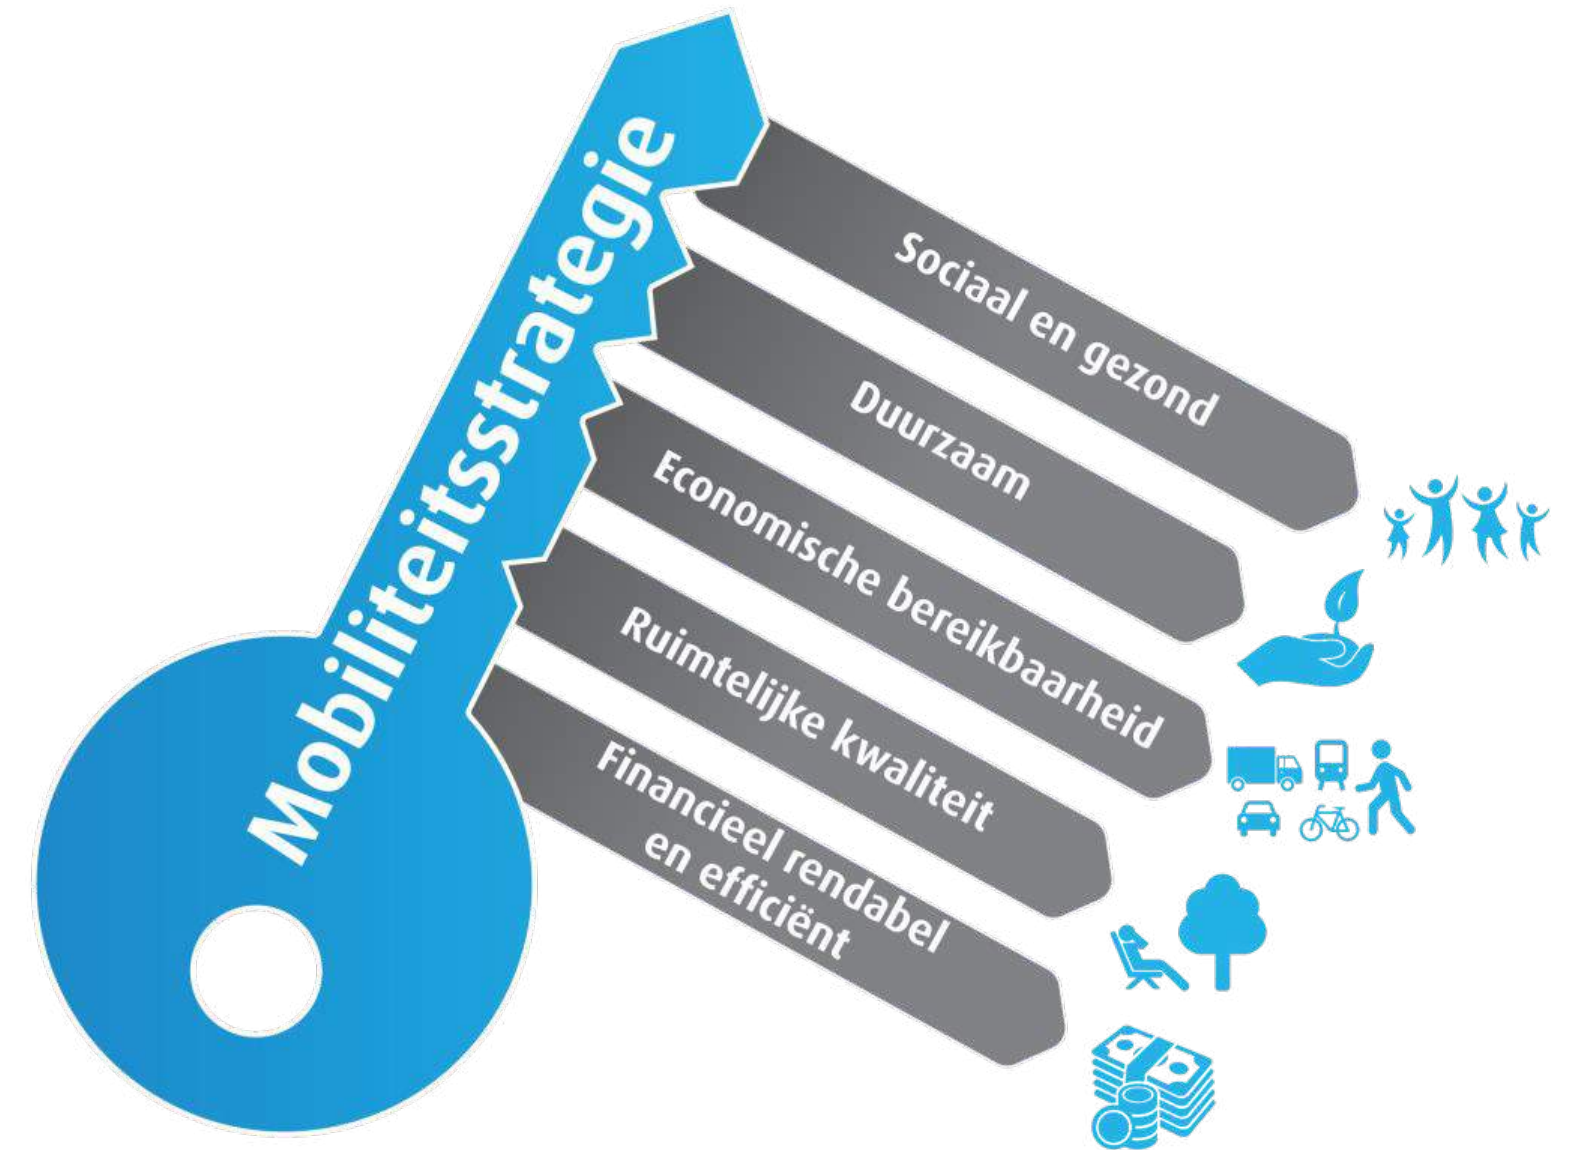 Mobiliteitsstrategie
Sociaal en gezond
Duurzaam
Economische bereikbaarheid
Ruimtelijke kwaliteit
Financieel rendabel
en efficiënt